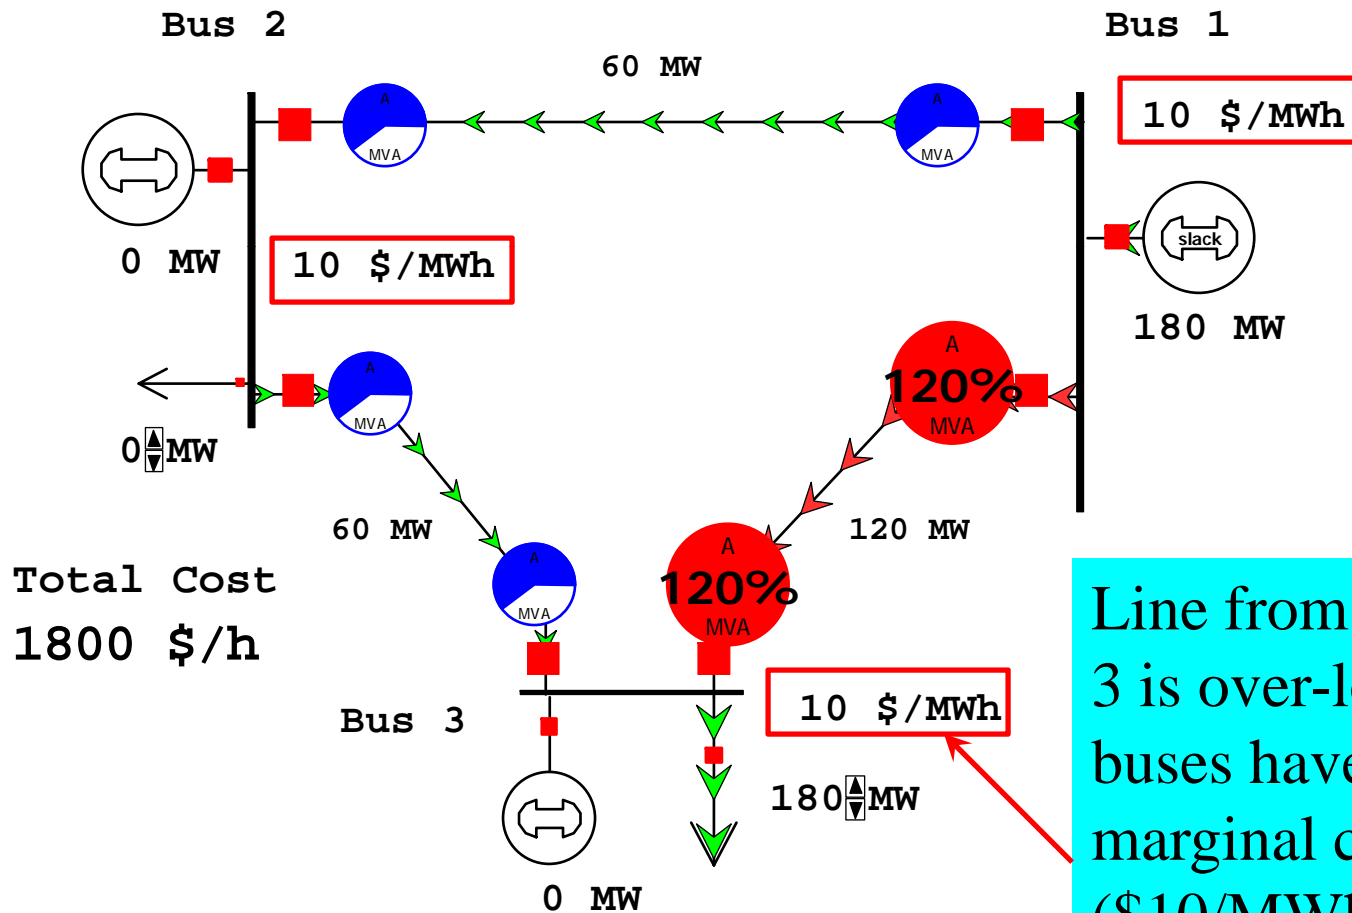 Bus 2
Bus 1
60 MW
10 $/MWh
A
MVA
A
MVA
slack
0 MW
10 $/MWh
180 MW
A
120%
MVA
A
MVA
0 MW
60 MW
120 MW
A
120%
MVA
A
MVA
Total Cost
1800 $/h
Line from
3 is over-l
buses have
marginal c
($10/MWh
Bus 3
10 $/MWh
180 MW
0 MW